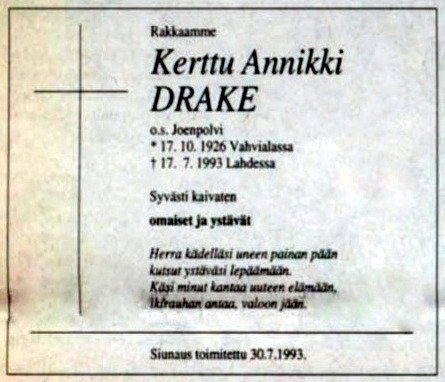 Rakkaamme
Kerttu Annikki
DRAKE
o.s. Joenpolvi
* 17. 10. 1926 Vahvialassa
† 17. 7. 1993 Lahdessa
Syvästi kaivaten
omaiset ja ystävät
Herra kädelläsi uneen painan pään
kutsut ystäväsi lepäämään.
Käsi minut kantaa uuteen elämään,
ikirauhan antaa, valoon jään.
Siunaus toimitettu 30.7.1993.